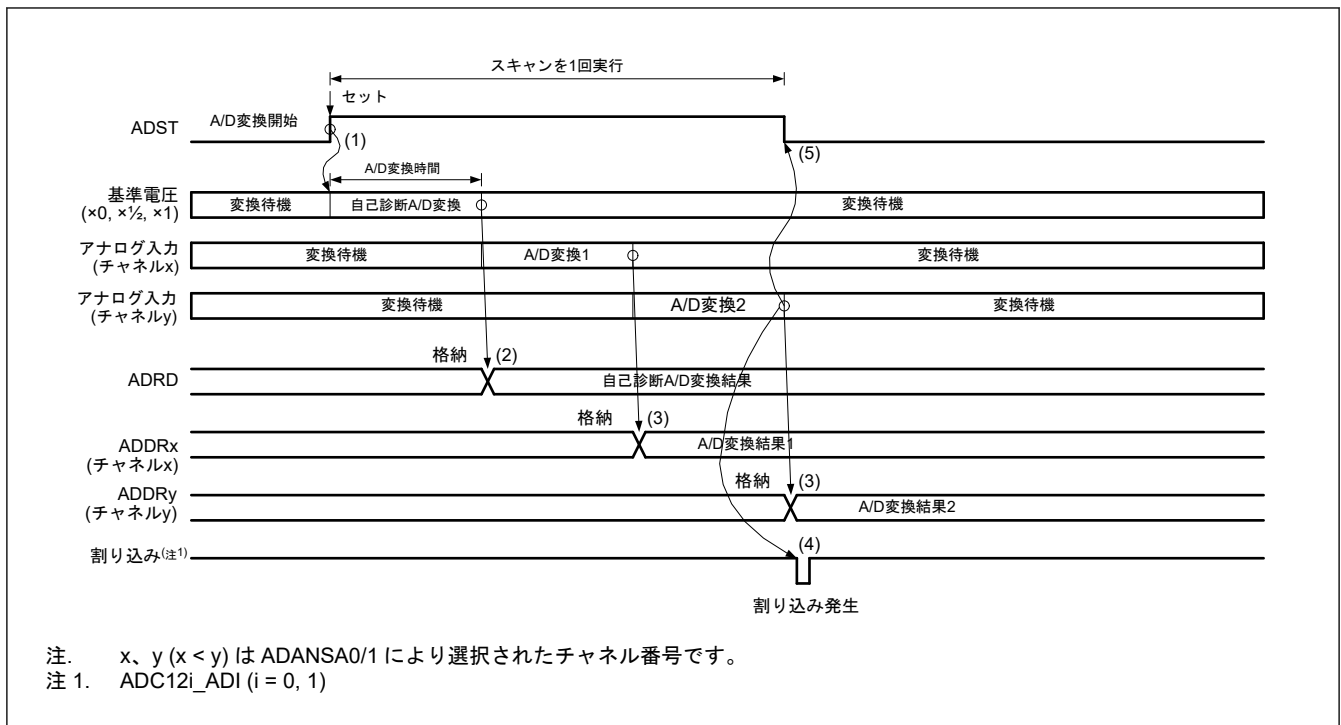 スキャンを1回実行
セット
ADST
A/D変換開始
(1)
(5)
A/D変換時間
基準電圧
(×0, ×½, ×1)
変換待機
自己診断A/D変換
変換待機
アナログ入力
(チャネルx)
変換待機
A/D変換1
変換待機
アナログ入力
(チャネルy)
変換待機
A/D変換2
変換待機
格納
(2)
ADRD
自己診断A/D変換結果
格納
(3)
ADDRx
(チャネルx)
A/D変換結果1
格納
(3)
ADDRy
(チャネルy)
A/D変換結果2
割り込み(注1)
(4)
割り込み発生
注. x、y (x < y) は ADANSA0/1 により選択されたチャネル番号です。
注 1. ADC12i_ADI (i = 0, 1)